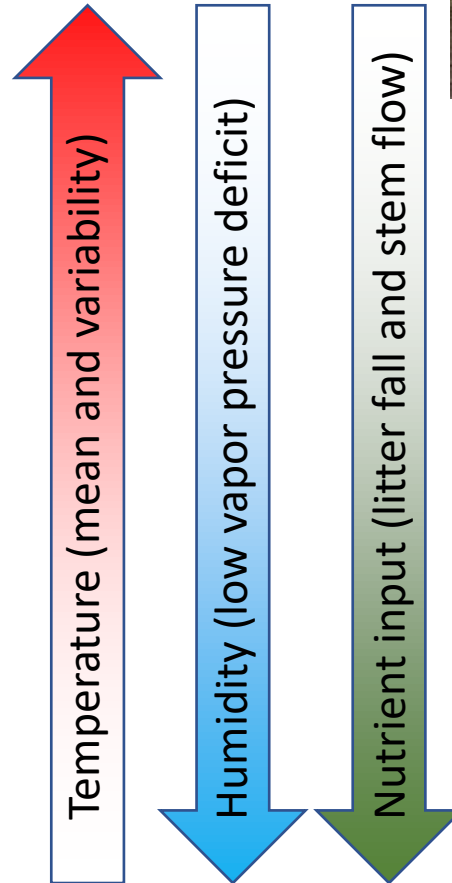 Temperature (mean and variability)
Humidity (low vapor pressure deficit)
Nutrient input (litter fall and stem flow)